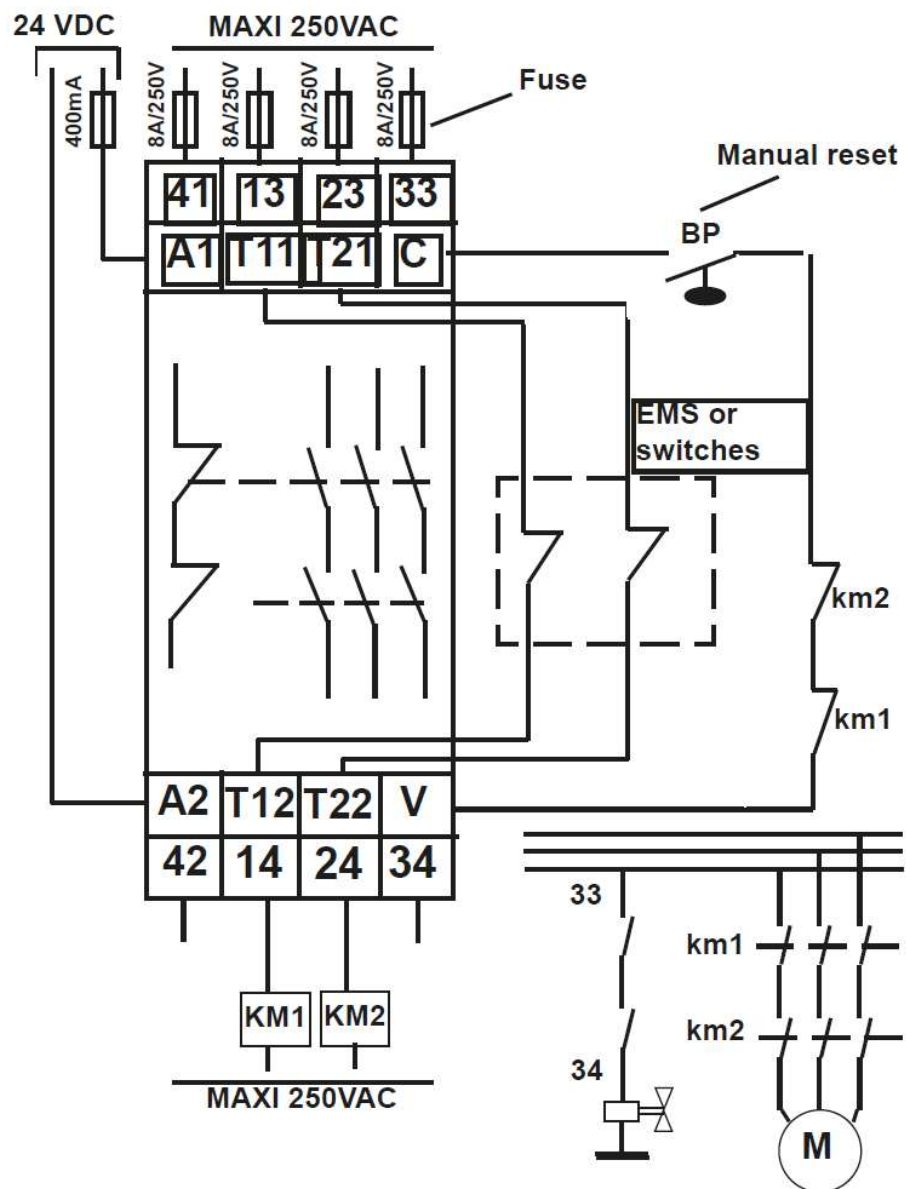 24 VDC
MAXI 250VAC
400mA
8A/250V
8A/250V
8A/250V
8A/250V
Fuse
Manual reset
41 13 23 33
BP
A1 T11 T21 C
EMS or
switches
km2
km1
A2 T12 T22 V
42 14 24 34
33
km1
KM1 KM2
km2
34
MAXI 250VAC
M